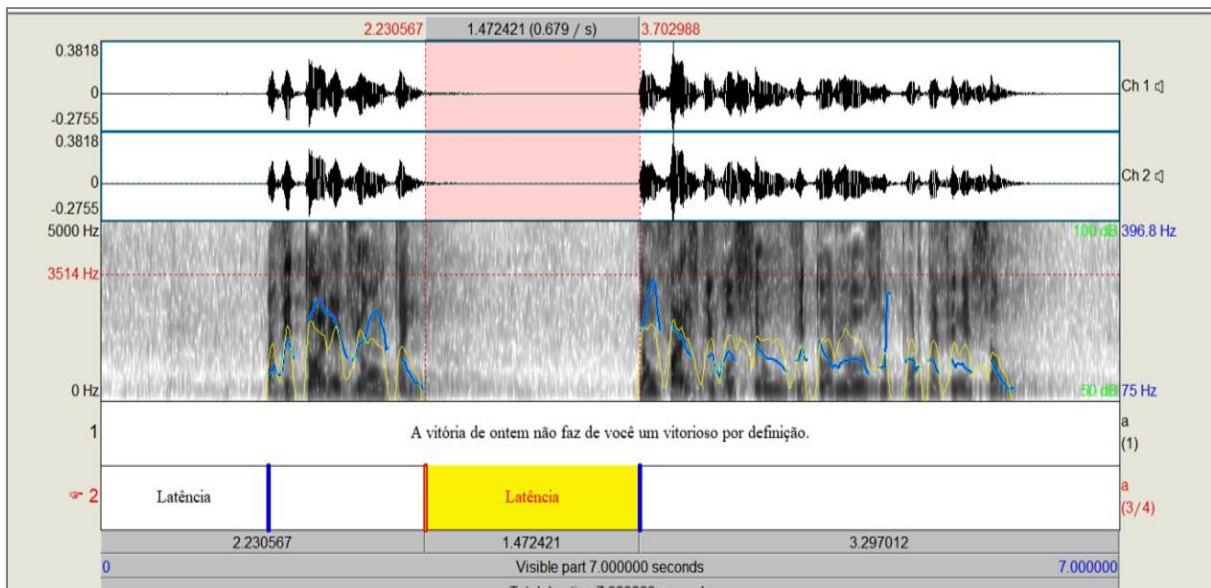 2.230567 1.472421 (0.679 / s) 3.702988
0.3818
0
-0.2755
Ch 1
0.3818
0
-0.2755
Ch 2
5000 Hz 100 dB 396.8 Hz
3514 Hz
0 Hz 50 dB 75 Hz
1 A vitória de ontem não faz de você um vitorioso por definição. a
(1)
2 Latência Latência a
(3/4)
2.230567 1.472421 3.297012
0 Visible part 7.000000 seconds 7.000000